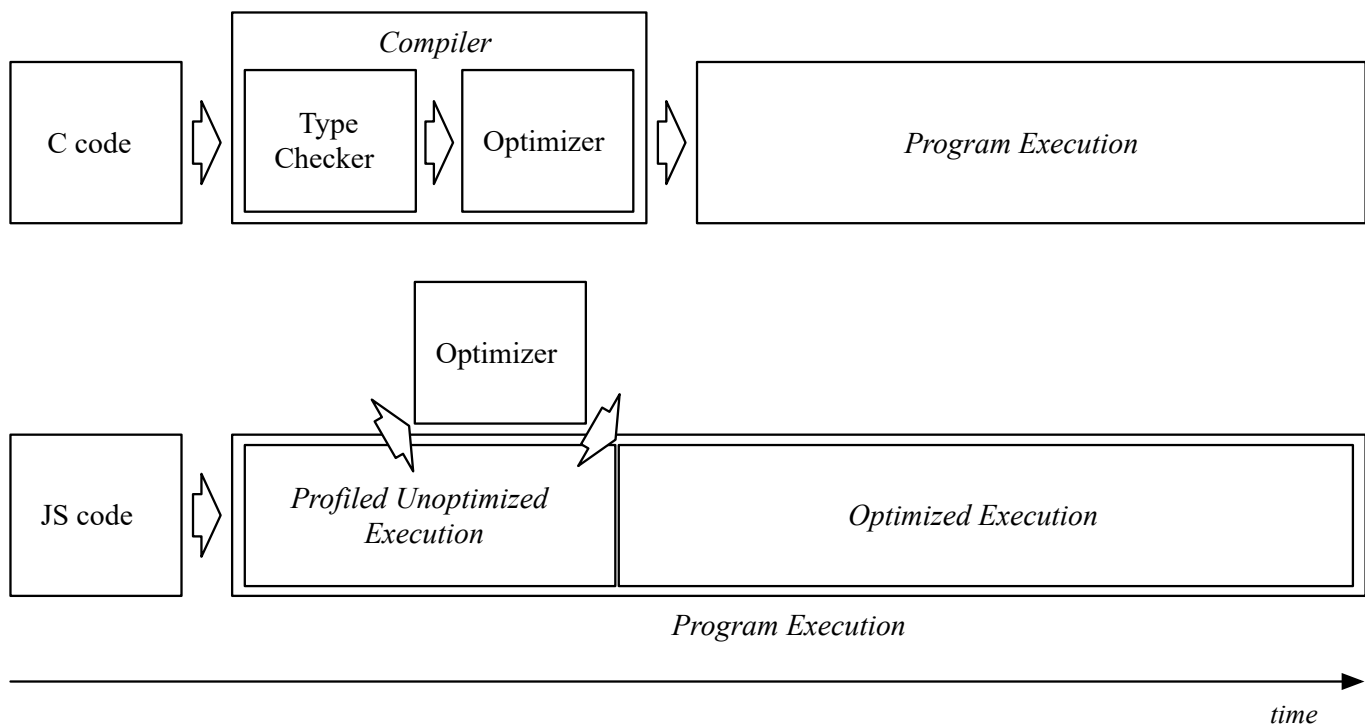 Compiler
C code
Type
Checker
Optimizer
Program Execution
Optimizer
JS code
Profiled Unoptimized
Execution
Optimized Execution
Program Execution
time